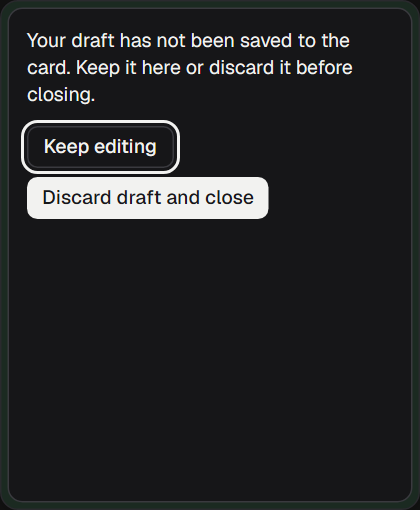 Your draft has not been saved to the
card. Keep it here or discard it before
closing.
Keep editing
Discard draft and close